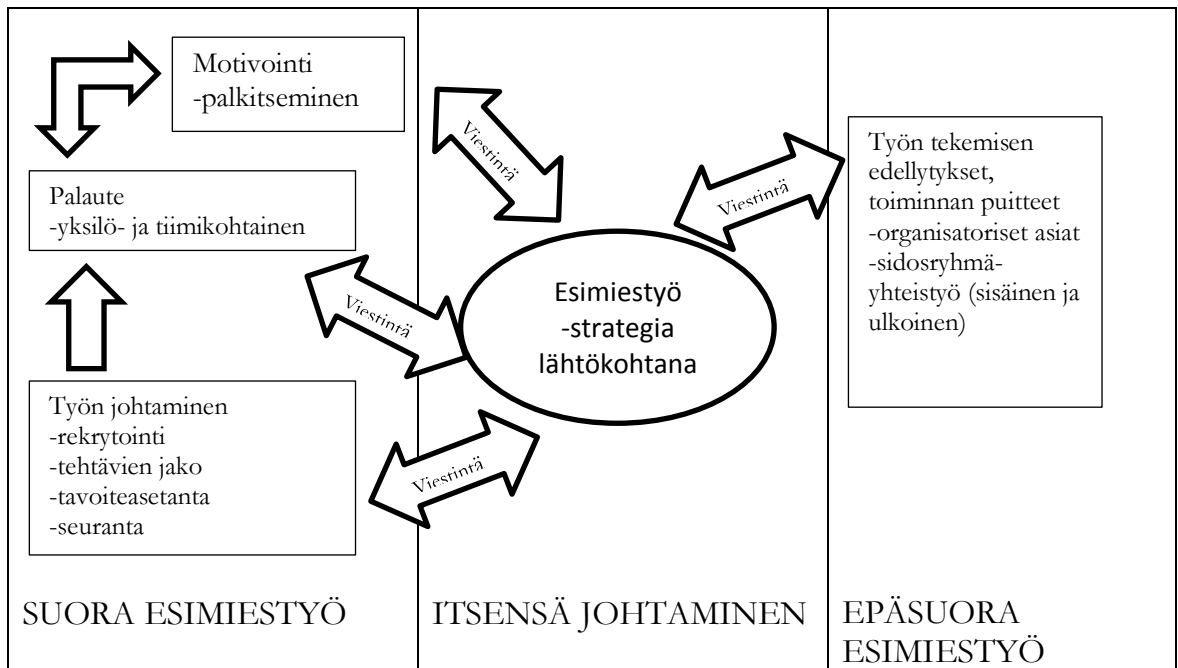 Motivointi
-palkitseminen
Palaute
-yksilö- ja tiimikohtainen
Työn johtaminen
-rekrytointi
-tehtävien jako
-tavoiteasetanta
-seuranta
SUORA ESIMIESTYÖ
Viestintä
Viestintä
Viestintä
Esimiestyö
-strategia
lähtökohtana
ITSENSÄ JOHTAMINEN
Viestintä
Työn tekemisen
edellytykset,
toiminnan puitteet
-organisatoriset asiat
-sidosryhmä-
yhteistyö (sisäinen ja
ulkoinen)
EPÄSUORA
ESIMIESTYÖ